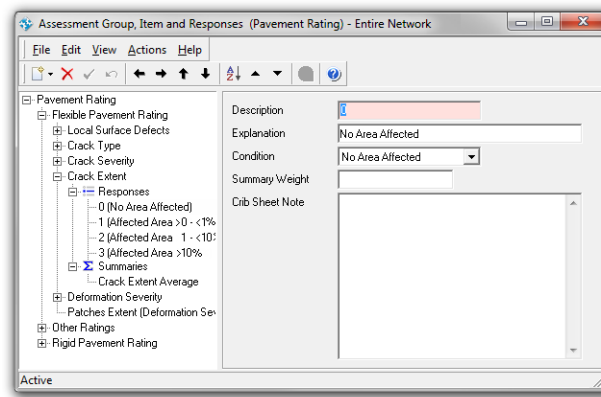 Assessment Group, Item and Responses (Pavement Rating) - Entire Network
File Edit View Actions Help
Pavement Rating
Flexible Pavement Rating
Local Surface Defects
Crack Type
Crack Severity
Crack Extent
Responses
0 (No Area Affected)
1 (Affected Area >0 - <1%
2 (Affected Area 1 - <10%
3 (Affected Area >10%
Summaries
Crack Extent Average
Deformation Severity
Patches Extent (Deformation Sev
Other Ratings
Rigid Pavement Rating
Description 0
Explanation No Area Affected
Condition No Area Affected
Summary Weight
Crib Sheet Note
Active